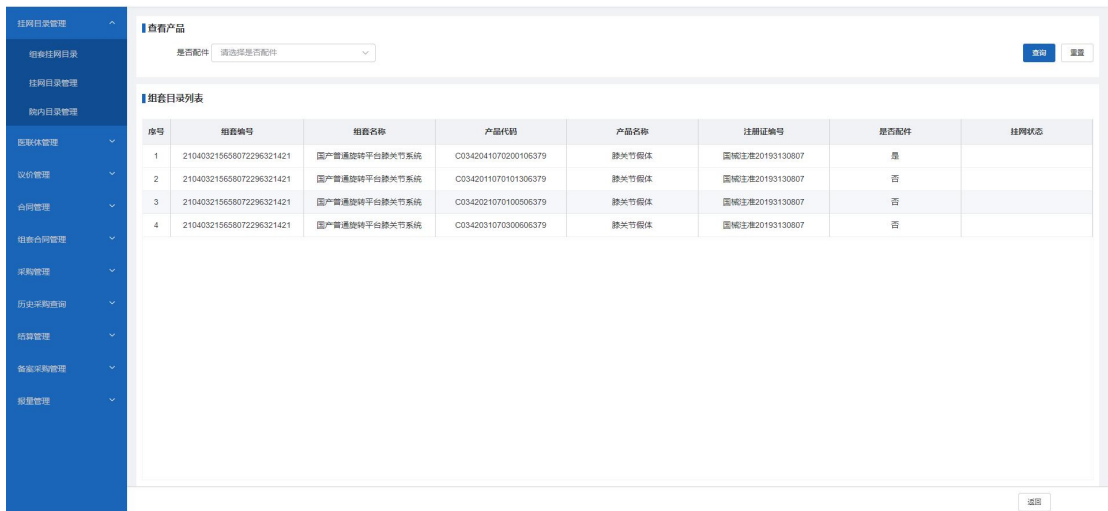 挂网目录管理
组套挂网目录
挂网目录管理
院内目录管理
医联体管理
议价管理
合同管理
组套合同管理
采购管理
历史采购查询
结算管理
备案采购管理
报量管理
查看产品
是否配件 请选择是否配件 查询 重置
组套目录列表
序号 组套编号 组套名称 产品代码 产品名称 注册证编号 是否配件 挂网状态
1 210403215658072296321421 国产普通旋转平台膝关节系统 C0342041070200106379 膝关节假体 国械注准20193130807 是
2 210403215658072296321421 国产普通旋转平台膝关节系统 C0342011070101306379 膝关节假体 国械注准20193130807 否
3 210403215658072296321421 国产普通旋转平台膝关节系统 C0342021070100506379 膝关节假体 国械注准20193130807 否
4 210403215658072296321421 国产普通旋转平台膝关节系统 C0342031070300606379 膝关节假体 国械注准20193130807 否
返回